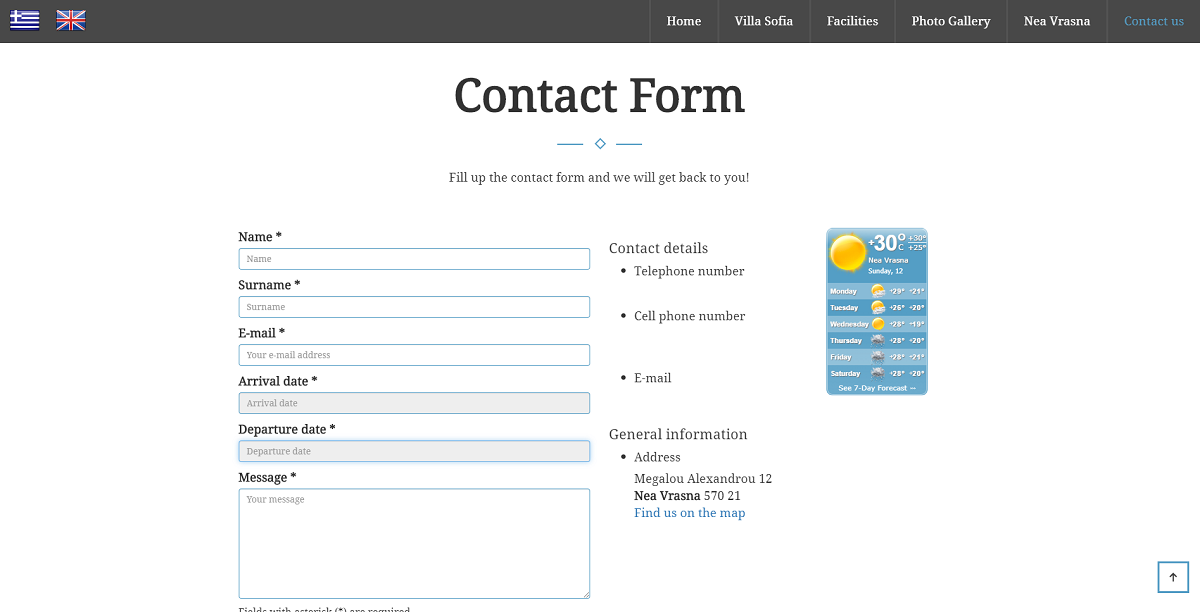 Home
Villa Sofia
Facilities
Photo Gallery
Nea Vrasna
Contact us
Contact Form
Fill up the contact form and we will get back to you!
Name *
Name
Surname *
Surname
E-mail *
Your e-mail address
Arrival date *
Arrival date
Departure date *
Departure date
Message *
Your message
Fields with asterisk (*) are required
Contact details
• Telephone number
• Cell phone number
• E-mail
General information
• Address
Megalou Alexandrou 12
Nea Vrasna 570 21
Find us on the map
+30° C +30° +25°
Nea Vrasna
Sunday, 12
Monday +29° +21°
Tuesday +26° +20°
Wednesday +28° +19°
Thursday +28° +20°
Friday +28° +21°
Saturday +28° +20°
See 7-Day Forecast